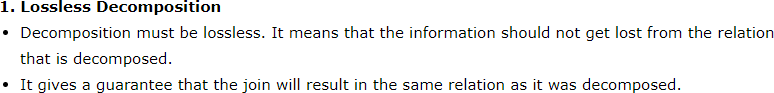 1. Lossless Decomposition
• Decomposition must be lossless. It means that the information should not get lost from the relation
that is decomposed.
• It gives a guarantee that the join will result in the same relation as it was decomposed.